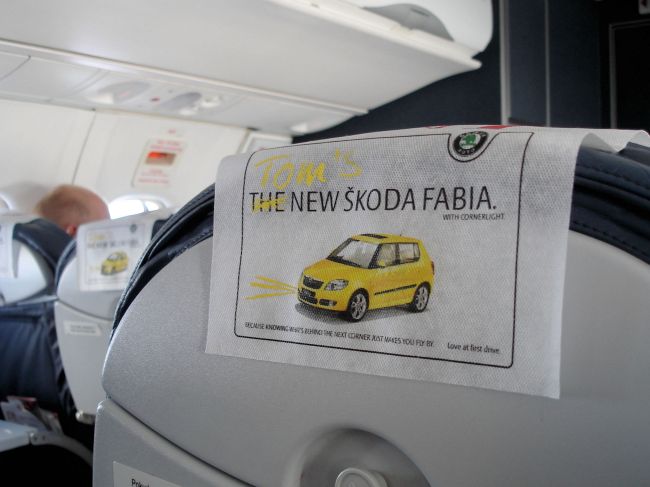 Tom's
THE NEW ŠKODA FABIA.
WITH CORNERLIGHT
BECAUSE KNOWING WHAT'S BEHIND THE NEXT CORNER JUST MAKES YOU FLY BY.
Love at first drive.